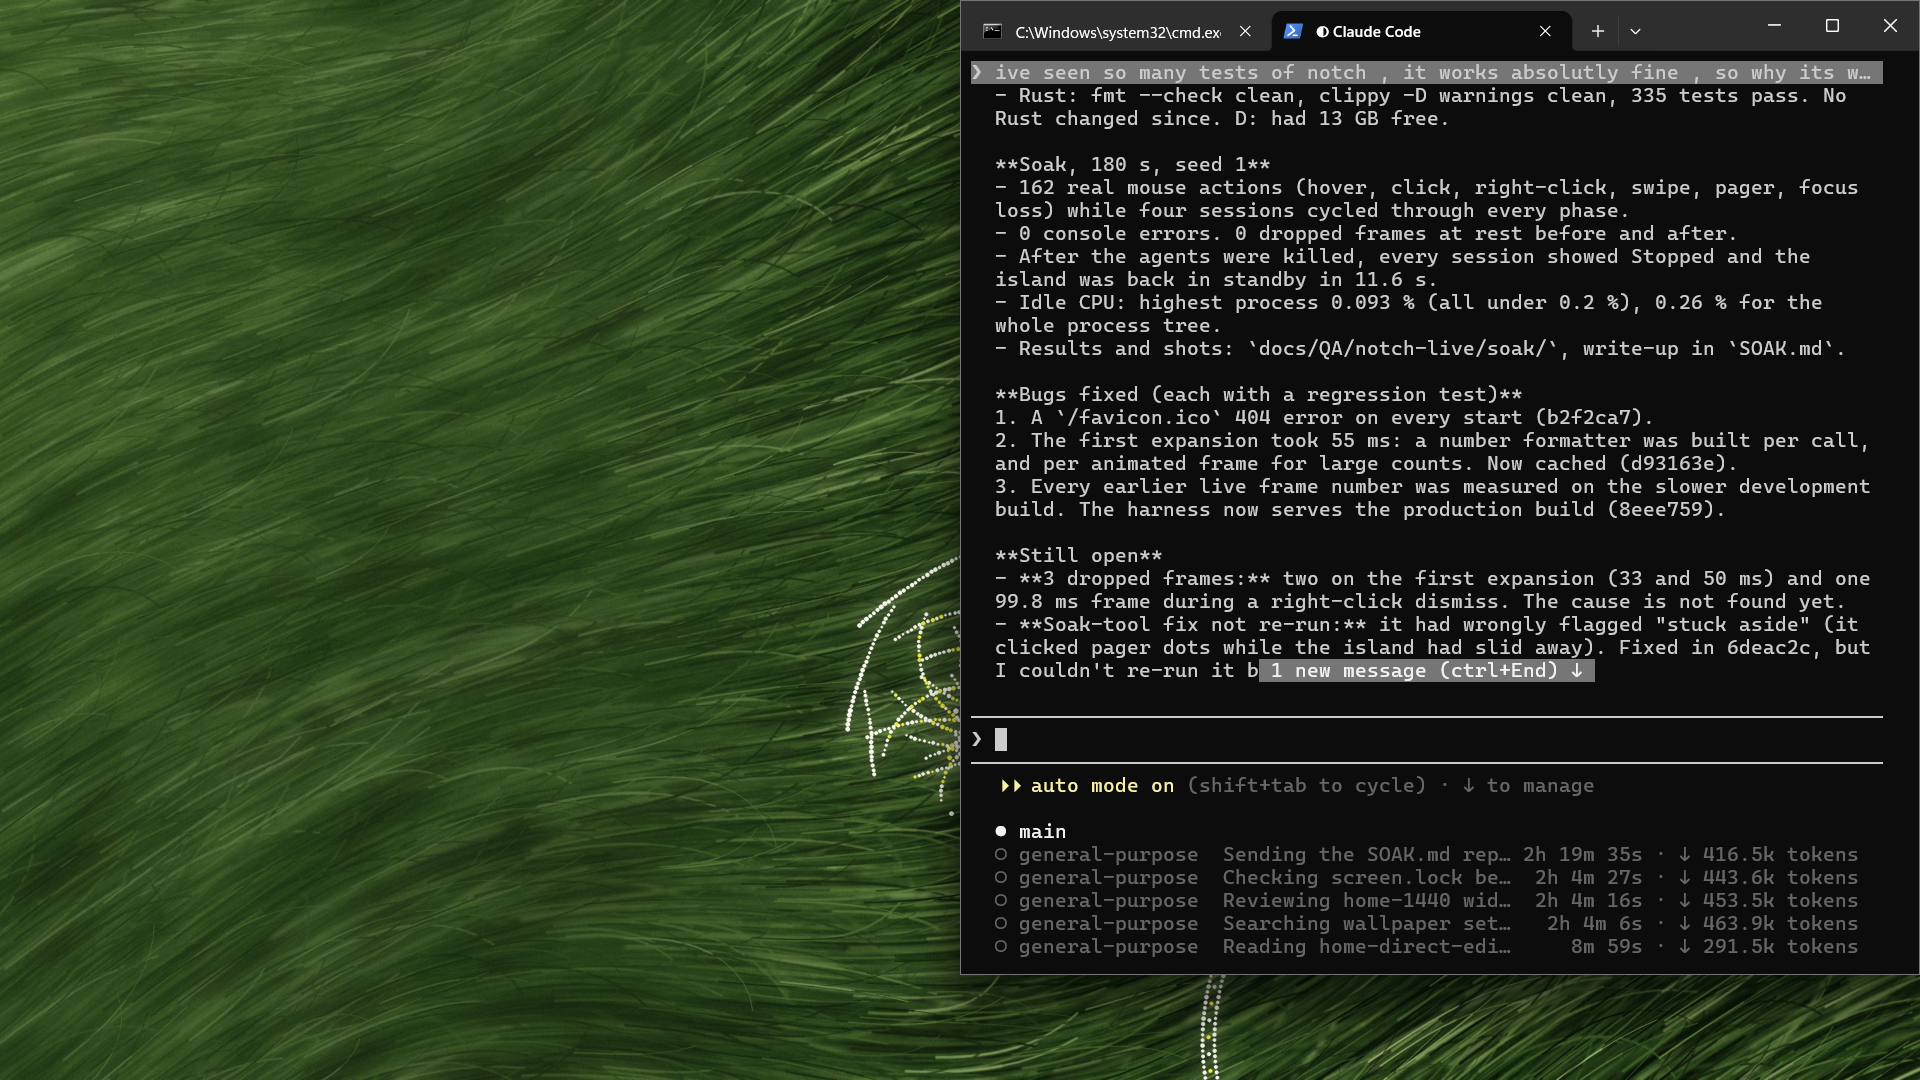 C:\Windows\system32\cmd.exe
◐ Claude Code
❯ ive seen so many tests of notch , it works absolutly fine , so why its w…
- Rust: fmt --check clean, clippy -D warnings clean, 335 tests pass. No
Rust changed since. D: had 13 GB free.
**Soak, 180 s, seed 1**
- 162 real mouse actions (hover, click, right-click, swipe, pager, focus
loss) while four sessions cycled through every phase.
- 0 console errors. 0 dropped frames at rest before and after.
- After the agents were killed, every session showed Stopped and the
island was back in standby in 11.6 s.
- Idle CPU: highest process 0.093 % (all under 0.2 %), 0.26 % for the
whole process tree.
- Results and shots: `docs/QA/notch-live/soak/`, write-up in `SOAK.md`.
**Bugs fixed (each with a regression test)**
1. A `/favicon.ico` 404 error on every start (b2f2ca7).
2. The first expansion took 55 ms: a number formatter was built per call,
and per animated frame for large counts. Now cached (d93163e).
3. Every earlier live frame number was measured on the slower development
build. The harness now serves the production build (8eee759).
**Still open**
- **3 dropped frames:** two on the first expansion (33 and 50 ms) and one
99.8 ms frame during a right-click dismiss. The cause is not found yet.
- **Soak-tool fix not re-run:** it had wrongly flagged "stuck aside" (it
clicked pager dots while the island had slid away). Fixed in 6deac2c, but
I couldn't re-run it b 1 new message (ctrl+End) ↓
❯
⏵⏵ auto mode on (shift+tab to cycle) · ↓ to manage
● main
○ general-purpose Sending the SOAK.md rep… 2h 19m 35s · ↓ 416.5k tokens
○ general-purpose Checking screen.lock be… 2h 4m 27s · ↓ 443.6k tokens
○ general-purpose Reviewing home-1440 wid… 2h 4m 16s · ↓ 453.5k tokens
○ general-purpose Searching wallpaper set… 2h 4m 6s · ↓ 463.9k tokens
○ general-purpose Reading home-direct-edi… 8m 59s · ↓ 291.5k tokens